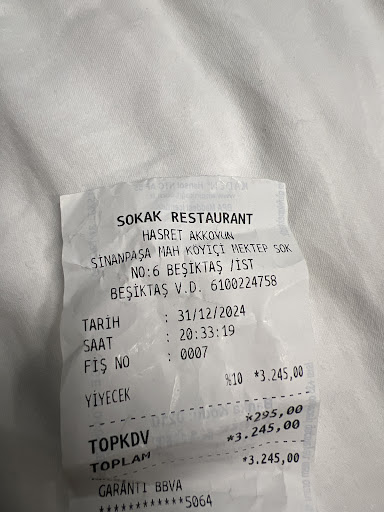 SOKAK RESTAURANT
HASRET AKKOYUN
SİNANPAŞA MAH KÖYİÇİ MEKTEP SOK
NO:6 BEŞİKTAŞ /İST
BEŞİKTAŞ V.D. 6100224758
TARİH : 31/12/2024
SAAT : 20:33:19
FİŞ NO : 0007
YİYECEK %10 *3.245,00
TOPKDV *295,00
TOPLAM *3.245,00
*3.245,00
GARANTİ BBVA
************5064